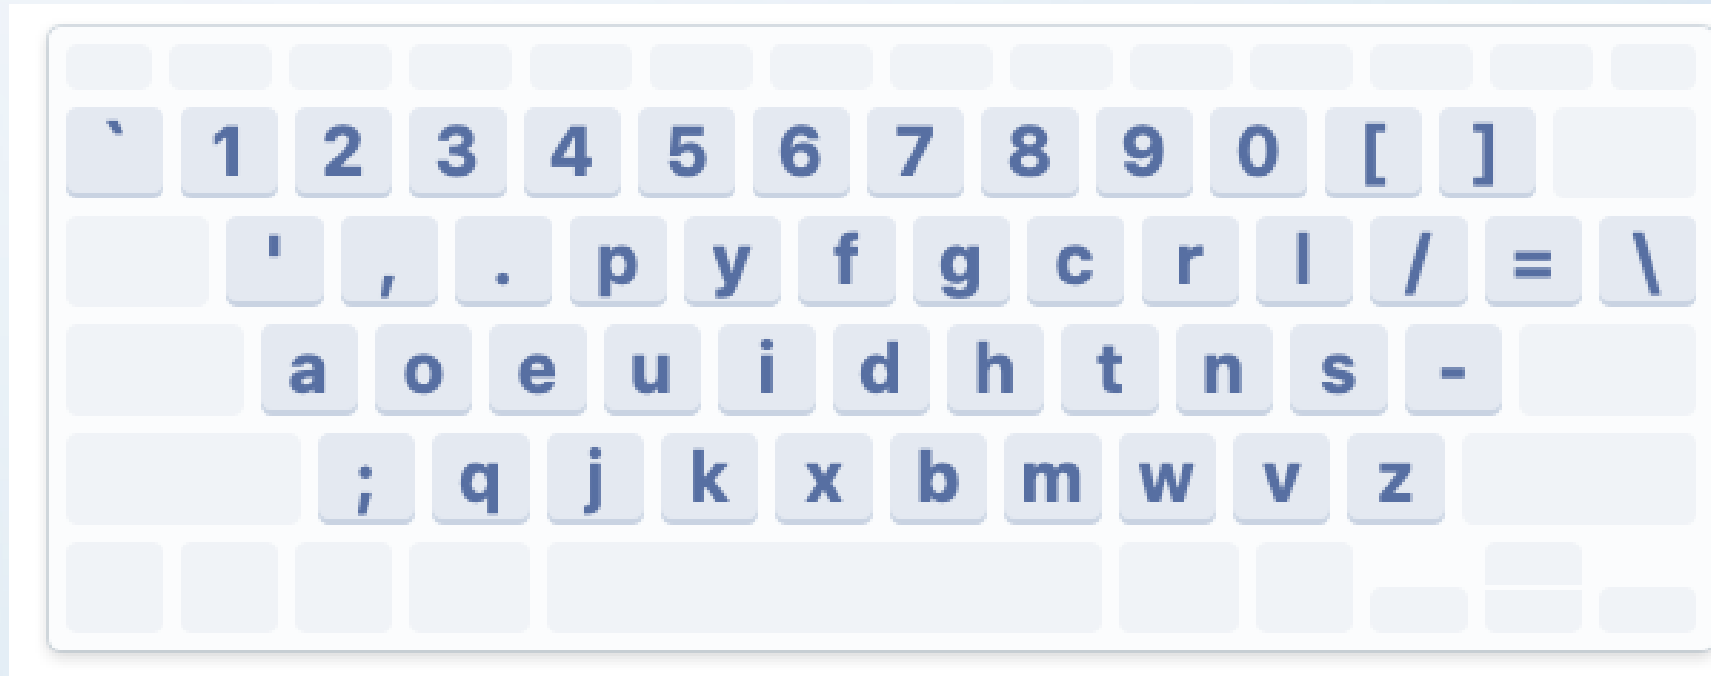 ` 1 2 3 4 5 6 7 8 9 0 [ ]
' , . p y f g c r l / = \
a o e u i d h t n s -
; q j k x b m w v z